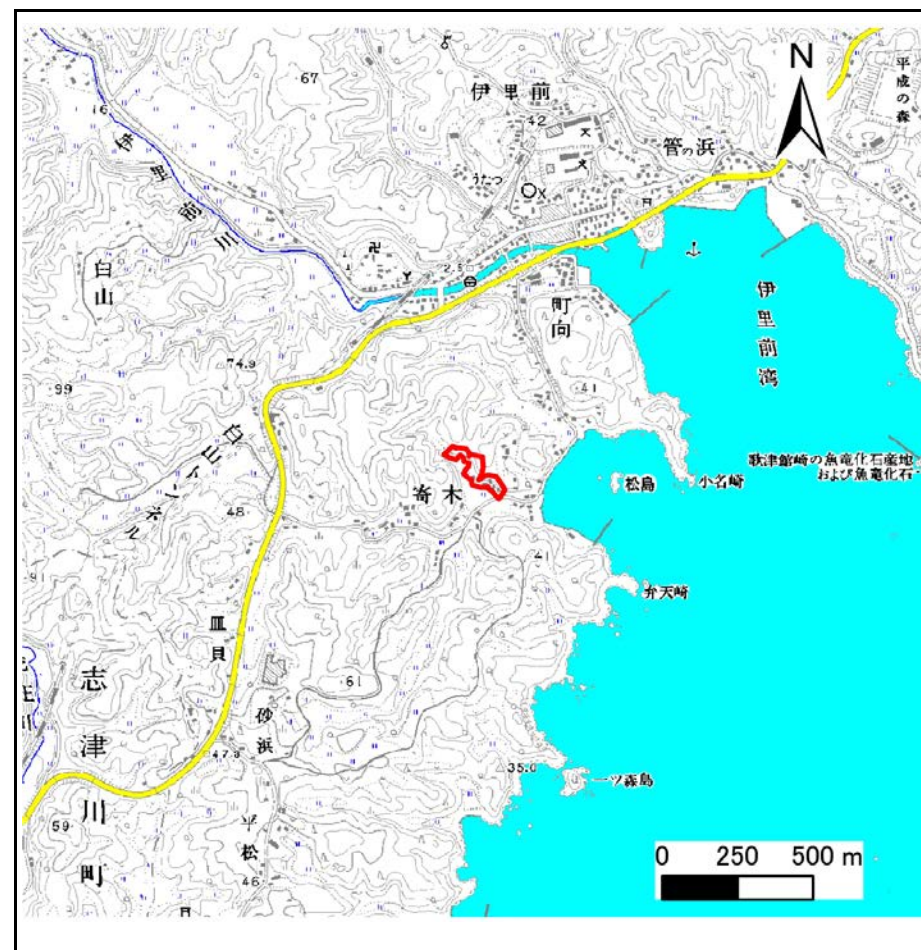 67
伊里前
平成の森
N
16
42
管の浜
伊里前川
うたつ
2.5
白山
町向
伊里前湾
74.9
99
41
白山トンネル
歌津館崎の魚竜化石産地
および魚竜化石
松島
小名崎
寄木
48
41
91
弁天崎
皿貝
志津川町
61
砂浜
47.3
35.0
一ツ森島
59
平松
46
0 250 500 m